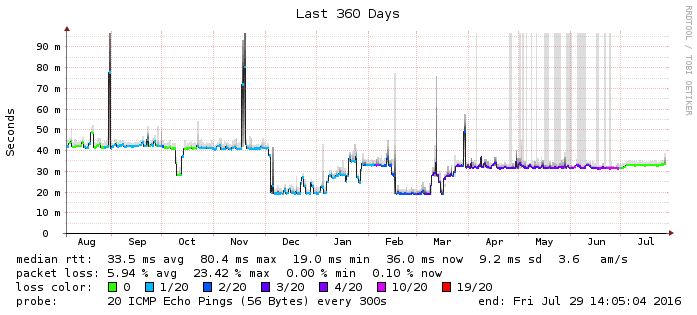 Last 360 Days
RRDTOOL / TOBI OETIKER
Seconds
90 m
80 m
70 m
60 m
50 m
40 m
30 m
20 m
10 m
0
Aug Sep Oct Nov Dec Jan Feb Mar Apr May Jun Jul
median rtt: 33.5 ms avg 80.4 ms max 19.0 ms min 36.0 ms now 9.2 ms sd 3.6 am/s
packet loss: 5.94 % avg 23.42 % max 0.00 % min 0.10 % now
loss color: 0 1/20 2/20 3/20 4/20 10/20 19/20
probe: 20 ICMP Echo Pings (56 Bytes) every 300s end: Fri Jul 29 14:05:04 2016